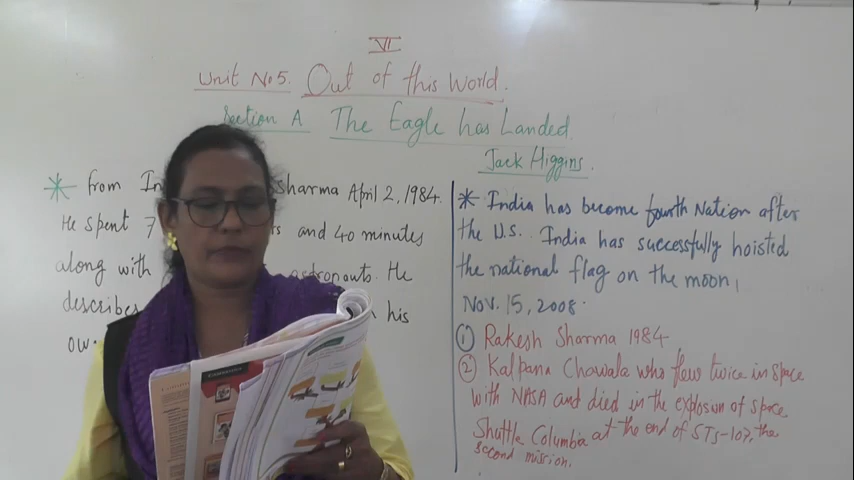 VI
Unit No 5. Out of this World.
Section A The Eagle has Landed.
Jack Higgins.
* from In sharma April 2, 1984.
He spent 7 and 40 minutes
along with astronauts. He
describes his
ow
* India has become fourth Nation after
the U.S. India has successfully hoisted
the national flag on the moon,
Nov. 15, 2008.
① Rakesh Sharma 1984
② Kalpana Chowala who flew twice in space
with NASA and died in the explosion of space
Shuttle Columbia at the end of STs-107, the
second mission.